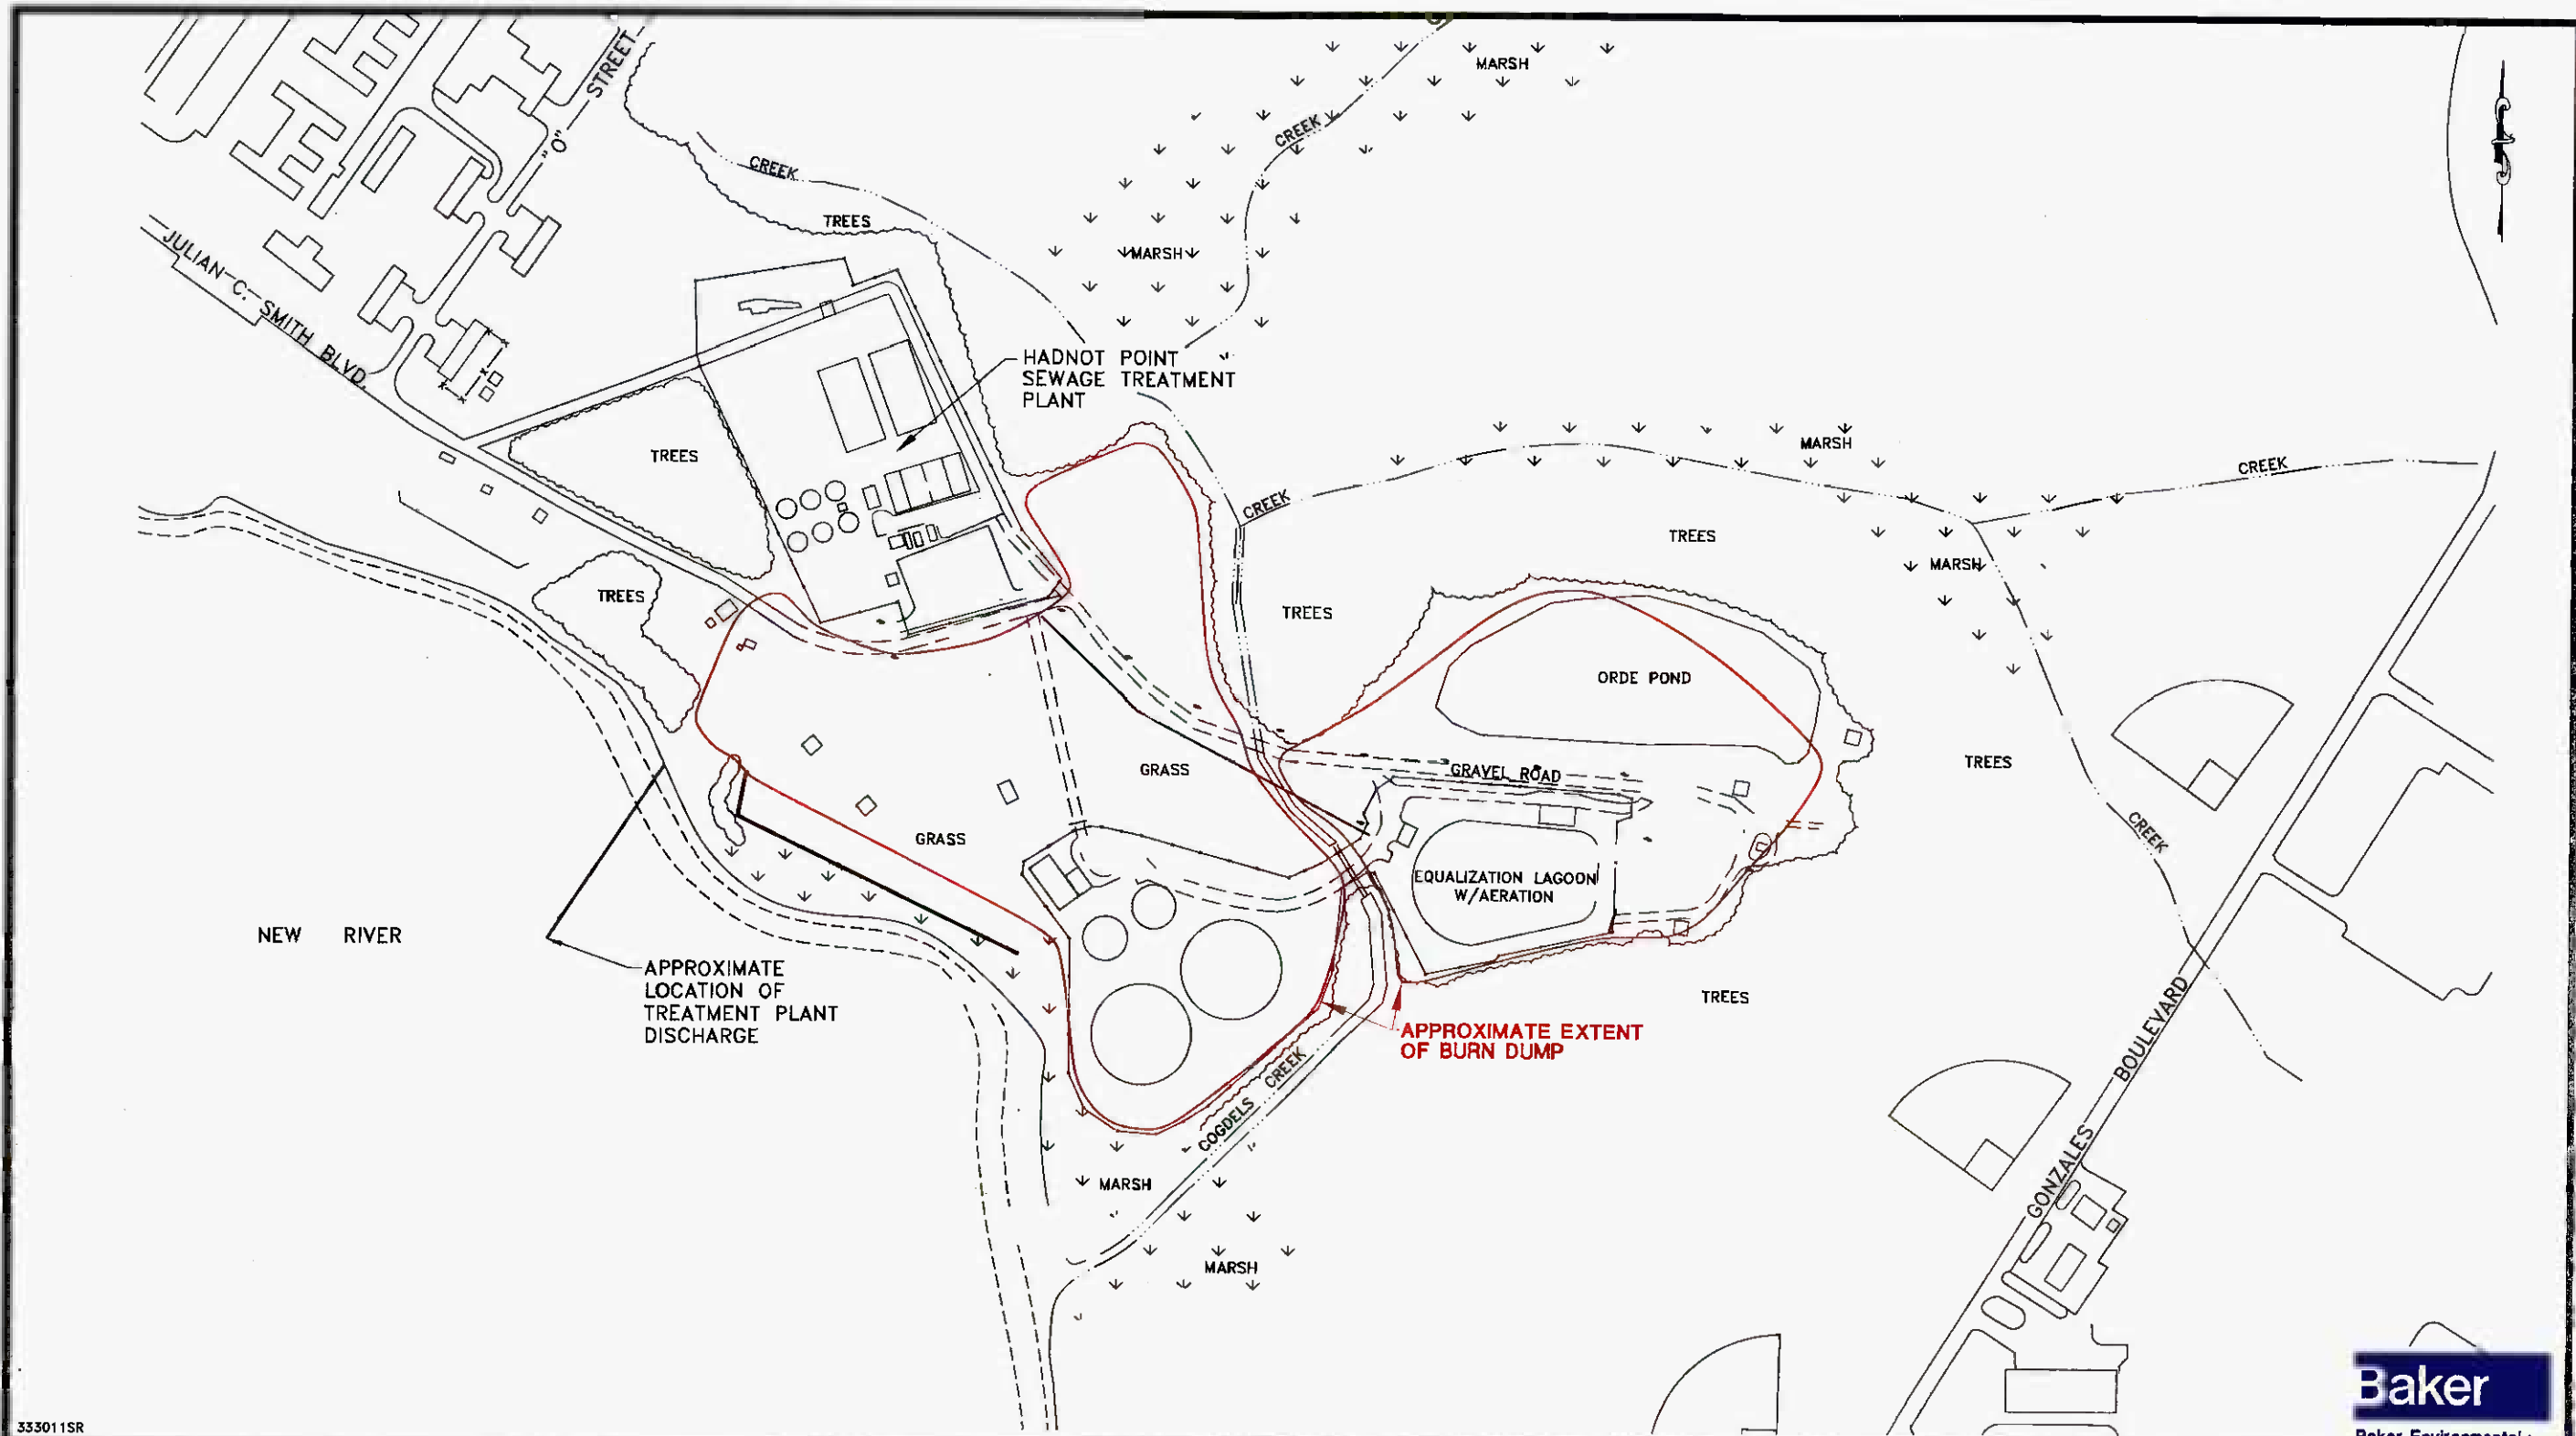 "O" STREET
MARSH
CREEK
CREEK
TREES
MARSH
JULIAN C. SMITH BLVD.
HADNOT POINT
SEWAGE TREATMENT
PLANT
TREES
MARSH
CREEK
CREEK
TREES
MARSH
TREES
TREES
ORDE POND
TREES
GRASS
GRAVEL ROAD
CREEK
GRASS
EQUALIZATION LAGOON
W/AERATION
NEW RIVER
APPROXIMATE
LOCATION OF
TREATMENT PLANT
DISCHARGE
TREES
APPROXIMATE EXTENT
OF BURN DUMP
COGDELS CREEK
GONZALES BOULEVARD
MARSH
MARSH
Baker
333011SR
Baker Environmental